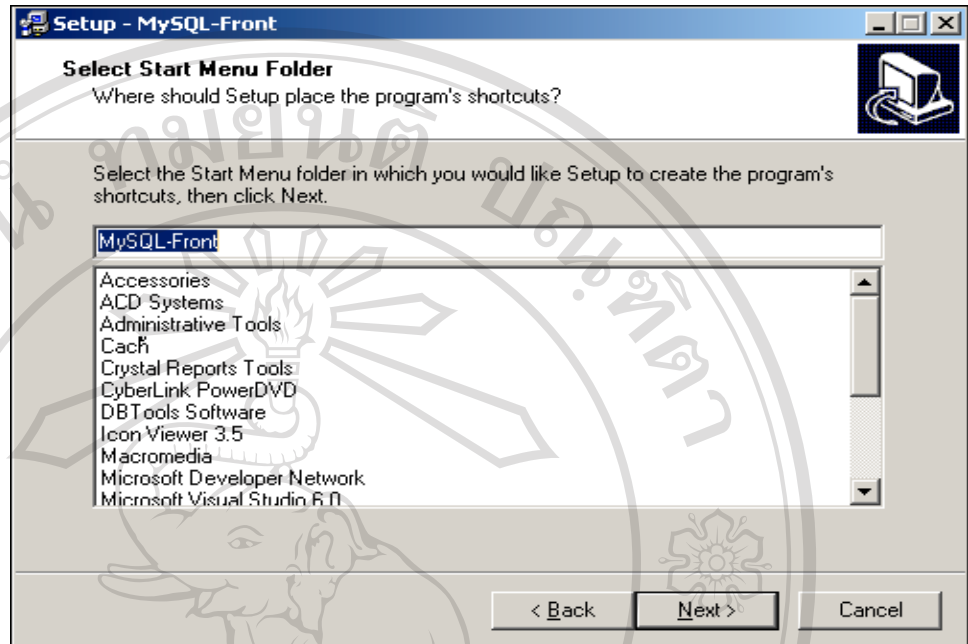 Setup - MySQL-Front
Select Start Menu Folder
Where should Setup place the program's shortcuts?
Select the Start Menu folder in which you would like Setup to create the program's
shortcuts, then click Next.
MySQL-Front
Accessories
ACD Systems
Administrative Tools
Crystal Reports Tools
CyberLink PowerDVD
DBTools Software
Icon Viewer 3.5
Macromedia
Microsoft Developer Network
Microsoft Visual Studio 6.0
< Back
Next >
Cancel